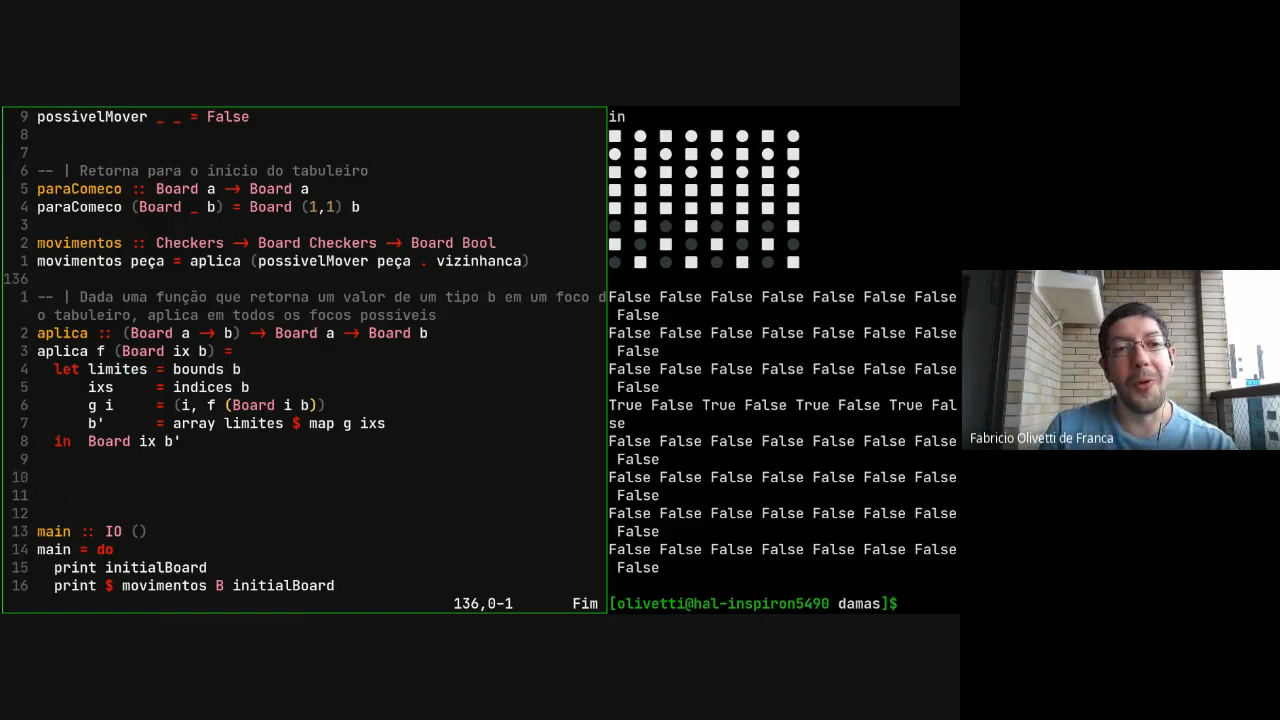 9 possivelMover _ _ = False
8
7
6 -- | Retorna para o início do tabuleiro
5 paraComeco :: Board a → Board a
4 paraComeco (Board _ b) = Board (1,1) b
3
2 movimentos :: Checkers → Board Checkers → Board Bool
1 movimentos peça = aplica (possivelMover peça . vizinhanca)
136
1 -- | Dada uma função que retorna um valor de um tipo b em um foco d
o tabuleiro, aplica em todos os focos possíveis
2 aplica :: (Board a → b) → Board a → Board b
3 aplica f (Board ix b) =
4 let limites = bounds b
5 ixs = indices b
6 g i = (i, f (Board i b))
7 b' = array limites $ map g ixs
8 in Board ix b'
9
10
11
12
13 main :: IO ()
14 main = do
15 print initialBoard
16 print $ movimentos B initialBoard
136,0-1 Fim
in
False False False False False False False
False
False False False False False False False
False
False False False False False False False
False
True False True False True False True Fal
se
False False False False False False False
False
False False False False False False False
False
False False False False False False False
False
False False False False False False False
False
[olivetti@hal-inspiron5490 damas]$
Fabricio Olivetti de Franca